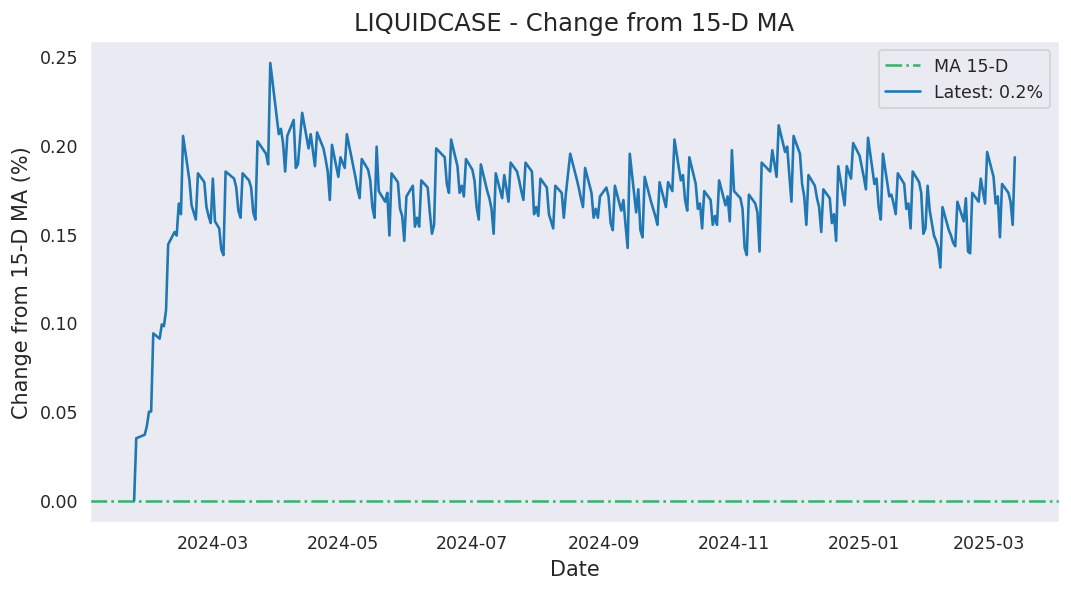 LIQUIDCASE - Change from 15-D MA
MA 15-D
Latest: 0.2%
Change from 15-D MA (%)
0.25
0.20
0.15
0.10
0.05
0.00
2024-03
2024-05
2024-07
2024-09
2024-11
2025-01
2025-03
Date